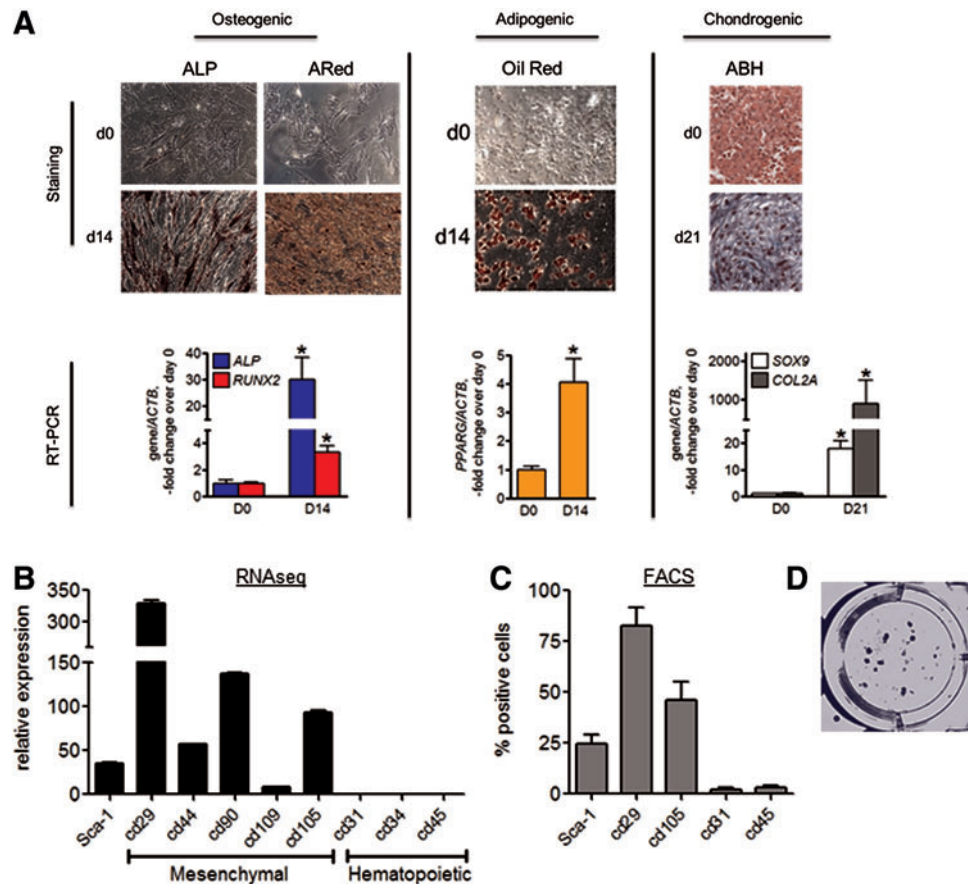 A
Osteogenic
Adipogenic
Chondrogenic
ALP
ARed
Oil Red
ABH
Staining
d0
d14
d0
d14
d0
d21
RT-PCR
gene/ACTB,
-fold change over day 0
40
30
20
10
4
2
0
ALP
RUNX2
*
*
D0
D14
PPARG/ACTB,
-fold change over day 0
5
4
3
2
1
0
*
D0
D14
gene/ACTB,
-fold change over day 0
2000
1000
20
10
0
SOX9
COL2A
*
*
D0
D21
B
RNAseq
relative expression
350
300
150
100
50
0
Sca-1
cd29
cd44
cd90
cd109
cd105
cd31
cd34
cd45
Mesenchymal
Hematopoietic
C
FACS
% positive cells
100
75
50
25
0
Sca-1
cd29
cd105
cd31
cd45
D